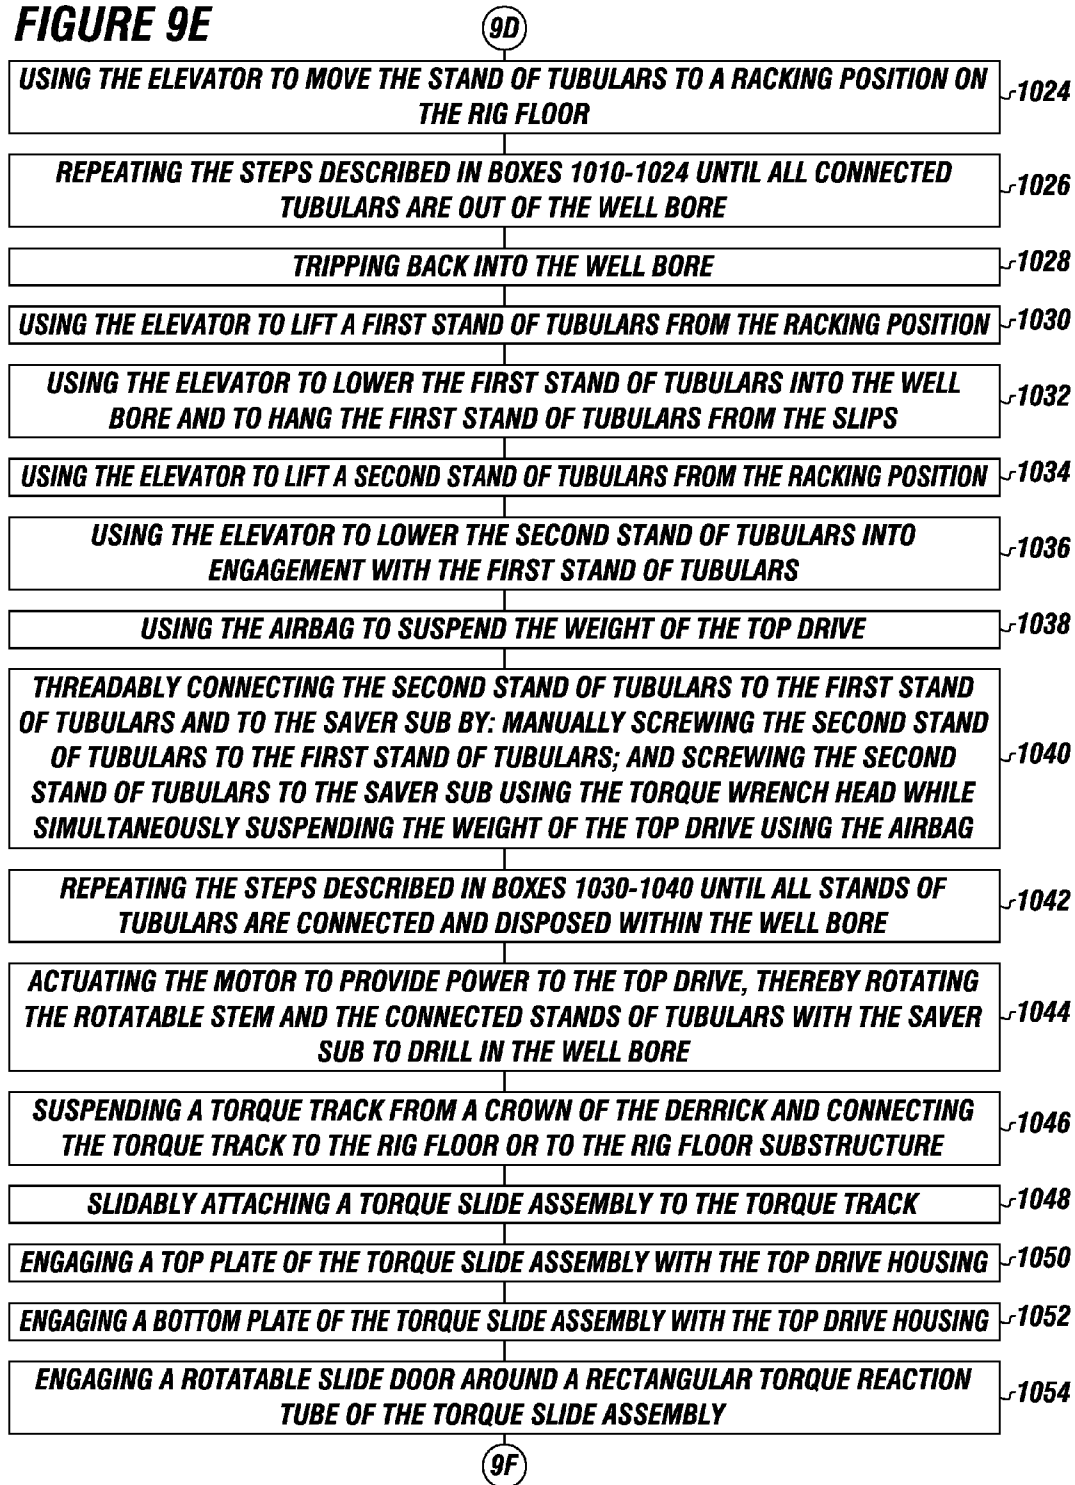 FIGURE 9E
9D
USING THE ELEVATOR TO MOVE THE STAND OF TUBULARS TO A RACKING POSITION ON
THE RIG FLOOR
1024
REPEATING THE STEPS DESCRIBED IN BOXES 1010-1024 UNTIL ALL CONNECTED
TUBULARS ARE OUT OF THE WELL BORE
1026
TRIPPING BACK INTO THE WELL BORE
1028
USING THE ELEVATOR TO LIFT A FIRST STAND OF TUBULARS FROM THE RACKING POSITION
1030
USING THE ELEVATOR TO LOWER THE FIRST STAND OF TUBULARS INTO THE WELL
BORE AND TO HANG THE FIRST STAND OF TUBULARS FROM THE SLIPS
1032
USING THE ELEVATOR TO LIFT A SECOND STAND OF TUBULARS FROM THE RACKING POSITION
1034
USING THE ELEVATOR TO LOWER THE SECOND STAND OF TUBULARS INTO
ENGAGEMENT WITH THE FIRST STAND OF TUBULARS
1036
USING THE AIRBAG TO SUSPEND THE WEIGHT OF THE TOP DRIVE
1038
THREADABLY CONNECTING THE SECOND STAND OF TUBULARS TO THE FIRST STAND
OF TUBULARS AND TO THE SAVER SUB BY: MANUALLY SCREWING THE SECOND STAND
OF TUBULARS TO THE FIRST STAND OF TUBULARS; AND SCREWING THE SECOND
STAND OF TUBULARS TO THE SAVER SUB USING THE TORQUE WRENCH HEAD WHILE
SIMULTANEOUSLY SUSPENDING THE WEIGHT OF THE TOP DRIVE USING THE AIRBAG
1040
REPEATING THE STEPS DESCRIBED IN BOXES 1030-1040 UNTIL ALL STANDS OF
TUBULARS ARE CONNECTED AND DISPOSED WITHIN THE WELL BORE
1042
ACTUATING THE MOTOR TO PROVIDE POWER TO THE TOP DRIVE, THEREBY ROTATING
THE ROTATABLE STEM AND THE CONNECTED STANDS OF TUBULARS WITH THE SAVER
SUB TO DRILL IN THE WELL BORE
1044
SUSPENDING A TORQUE TRACK FROM A CROWN OF THE DERRICK AND CONNECTING
THE TORQUE TRACK TO THE RIG FLOOR OR TO THE RIG FLOOR SUBSTRUCTURE
1046
SLIDABLY ATTACHING A TORQUE SLIDE ASSEMBLY TO THE TORQUE TRACK
1048
ENGAGING A TOP PLATE OF THE TORQUE SLIDE ASSEMBLY WITH THE TOP DRIVE HOUSING
1050
ENGAGING A BOTTOM PLATE OF THE TORQUE SLIDE ASSEMBLY WITH THE TOP DRIVE HOUSING
1052
ENGAGING A ROTATABLE SLIDE DOOR AROUND A RECTANGULAR TORQUE REACTION
TUBE OF THE TORQUE SLIDE ASSEMBLY
1054
9F